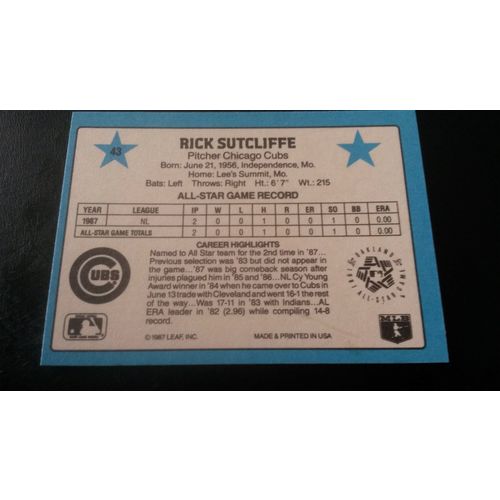 43
RICK SUTCLIFFE
Pitcher Chicago Cubs
Born: June 21, 1956, Independence, Mo.
Home: Lee's Summit, Mo.
Bats: Left Throws: Right Ht.: 6'7" Wt.: 215
ALL-STAR GAME RECORD
YEAR LEAGUE IP W L H R ER SO BB ERA
1987 NL 2 0 0 1 0 0 1 0 0.00
ALL-STAR GAME TOTALS 2 0 0 1 0 0 1 0 0.00
CAREER HIGHLIGHTS
Named to All Star team for the 2nd time in '87...
Previous selection was '83 but did not appear in
the game...'87 was big comeback season after
injuries plagued in '85 and '86...NL Cy Young
Award winner in '84 when he came to Cubs in
June 13 trade with Cleveland and went 16-1 the rest
of the way...Was 17-11 in '83 with Indians...AL
ERA leader in '82 (2.96) while compiling 14-8
record.
CUBS
OAKLAND
ALL-STAR GAME
MLB
© 1987 LEAF, INC.
MADE & PRINTED IN USA